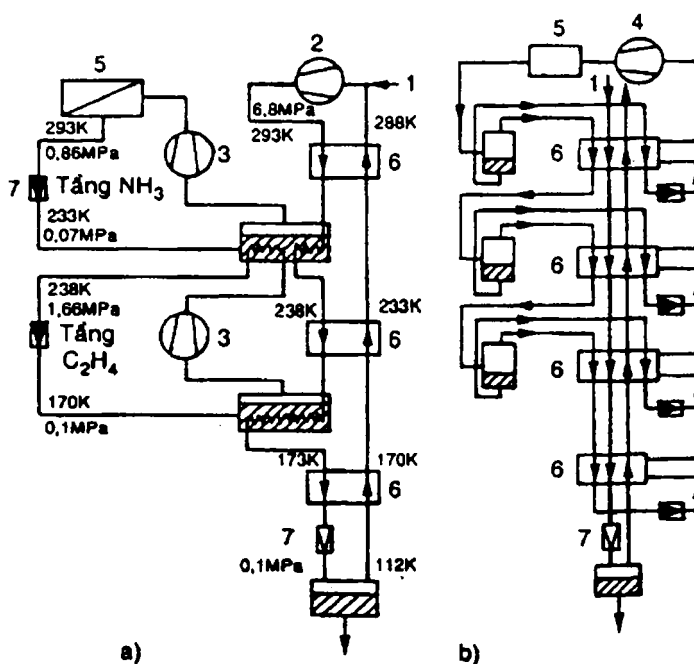 2
1
6,8MPa
293K
288K
5
293K
0,86MPa
3
6
7
Tầng NH₃
233K
0,07MPa
238K
1,66MPa
Tầng
C₂H₄
3
238K
233K
6
170K
0,1MPa
173K
170K
6
7
0,1MPa
112K
a)
4
5
1
6
6
6
6
7
b)